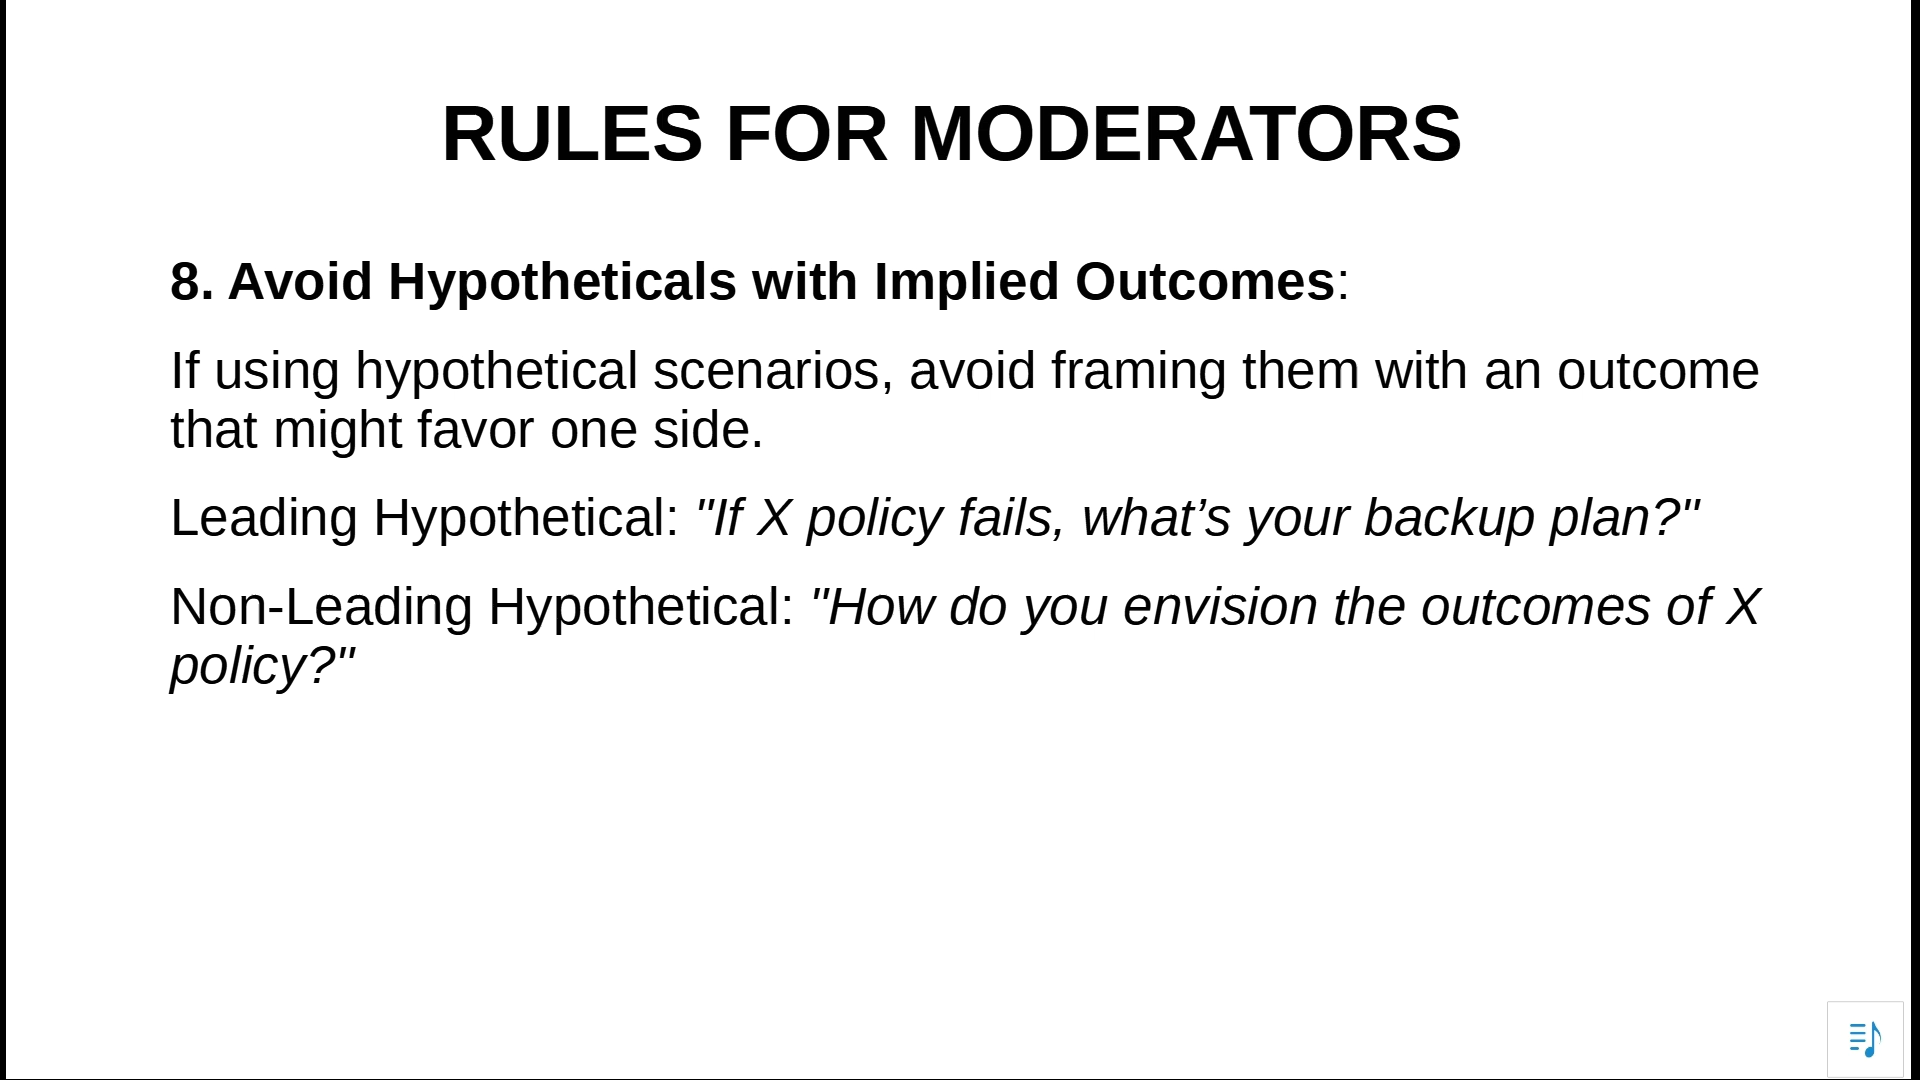 RULES FOR MODERATORS
8. Avoid Hypotheticals with Implied Outcomes:
If using hypothetical scenarios, avoid framing them with an outcome
that might favor one side.
Leading Hypothetical: "If X policy fails, what’s your backup plan?"
Non-Leading Hypothetical: "How do you envision the outcomes of X
policy?"